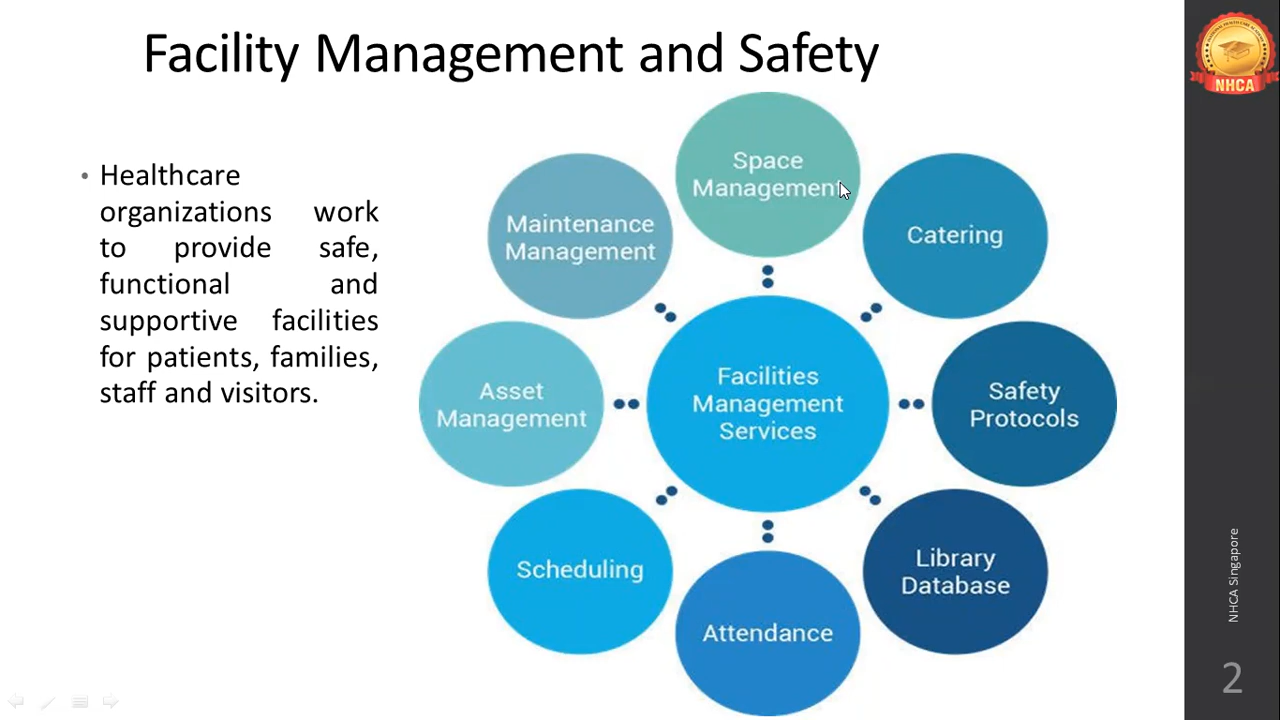 Facility Management and Safety
NHCA
• Healthcare
organizations work
to provide safe,
functional and
supportive facilities
for patients, families,
staff and visitors.
Space
Management
Maintenance
Management
Catering
Asset
Management
Facilities
Management
Services
Safety
Protocols
Scheduling
Library
Database
Attendance
NHCA Singapore
2